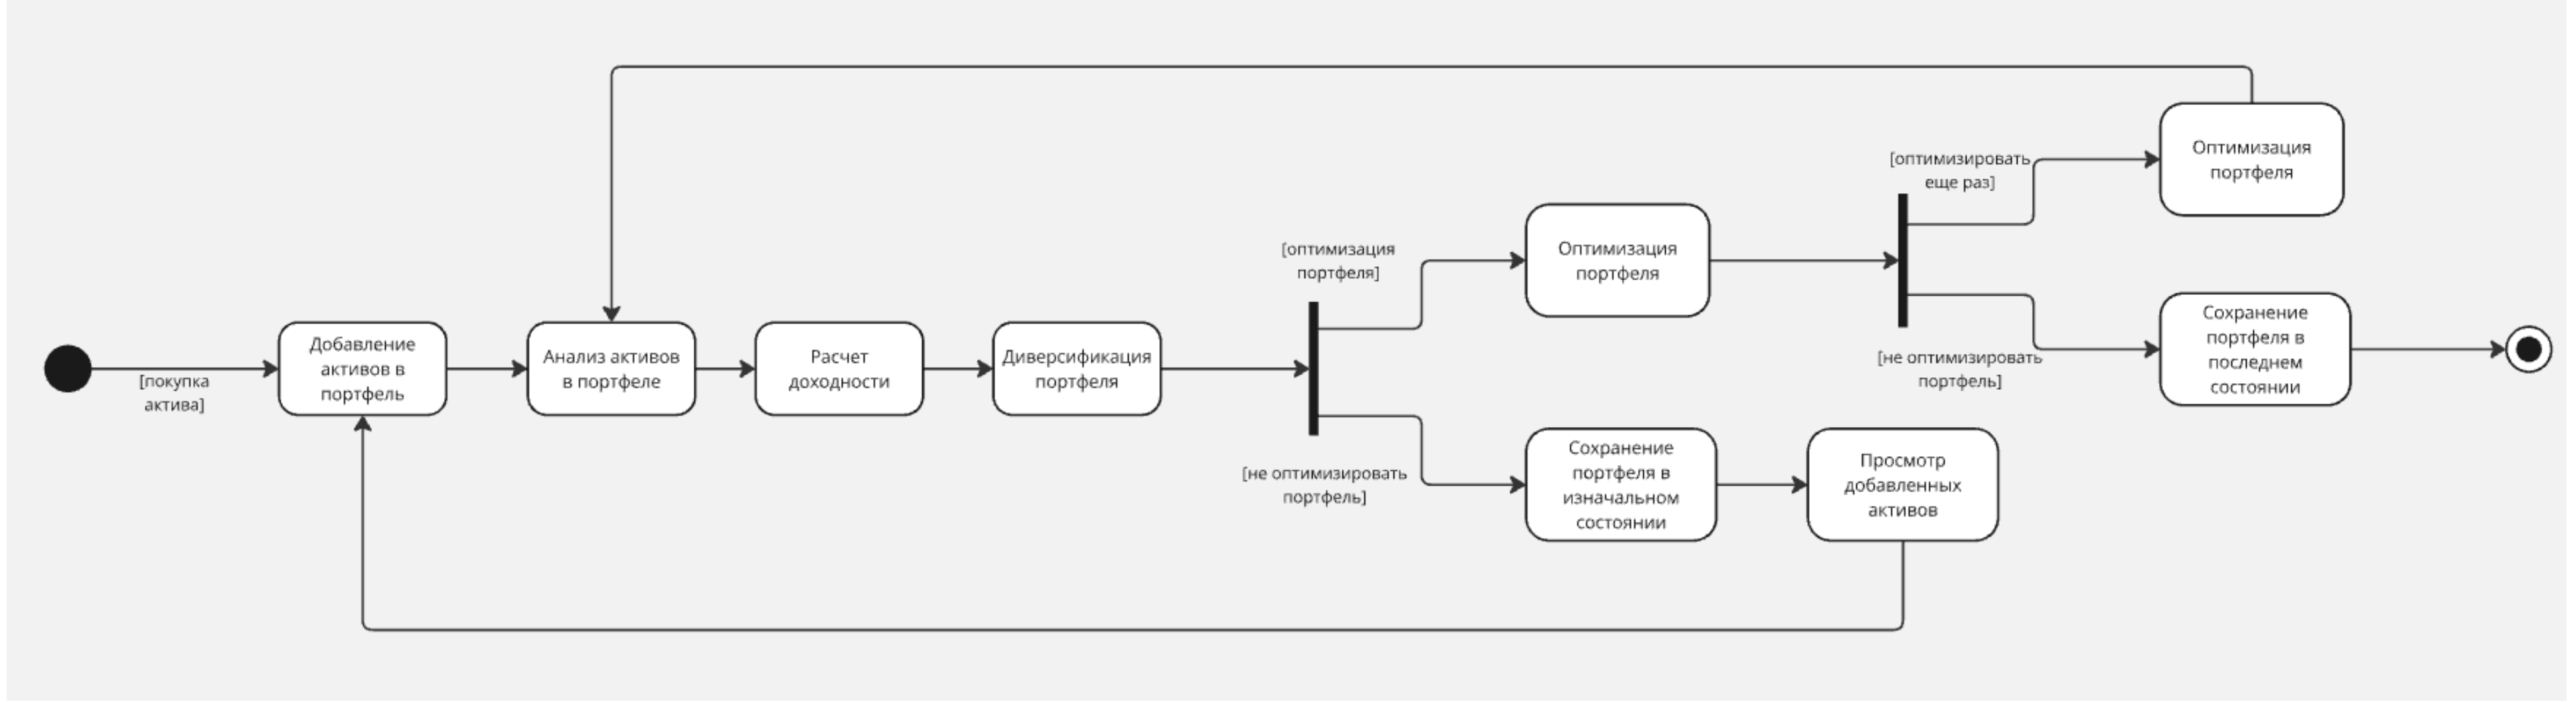 [покупка
актива]
Добавление
активов в
портфель
Анализ активов
в портфеле
Расчет
доходности
Диверсификация
портфеля
[оптимизация
портфеля]
[не оптимизировать
портфель]
Оптимизация
портфеля
Сохранение
портфеля в
изначальном
состоянии
Просмотр
добавленных
активов
[оптимизировать
еще раз]
[не оптимизировать
портфель]
Оптимизация
портфеля
Сохранение
портфеля в
последнем
состоянии